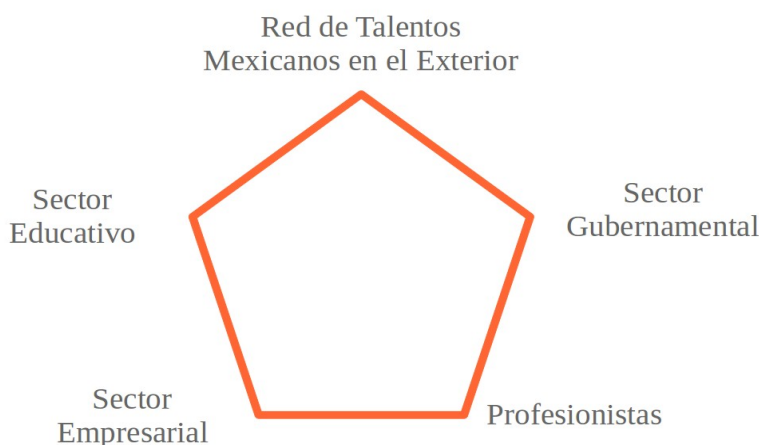 Red de Talentos
Mexicanos en el Exterior
Sector
Educativo
Sector
Gubernamental
Sector
Empresarial
Profesionistas